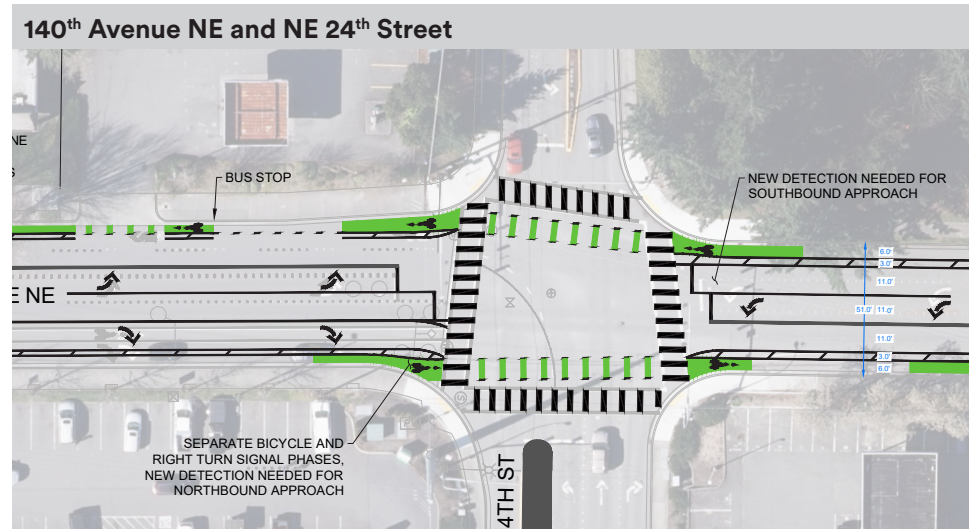 140th Avenue NE and NE 24th Street
NE
S
BUS STOP
NEW DETECTION NEEDED FOR
SOUTHBOUND APPROACH
6.0'
3.0'
11.0'
E NE
51.0' 11.0'
11.0'
3.0'
6.0'
SEPARATE BICYCLE AND
RIGHT TURN SIGNAL PHASES,
NEW DETECTION NEEDED FOR
NORTHBOUND APPROACH
4TH ST